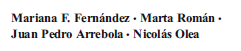 Mariana F. Fernández · Marta Román ·
Juan Pedro Arrebola · Nicolás Olea